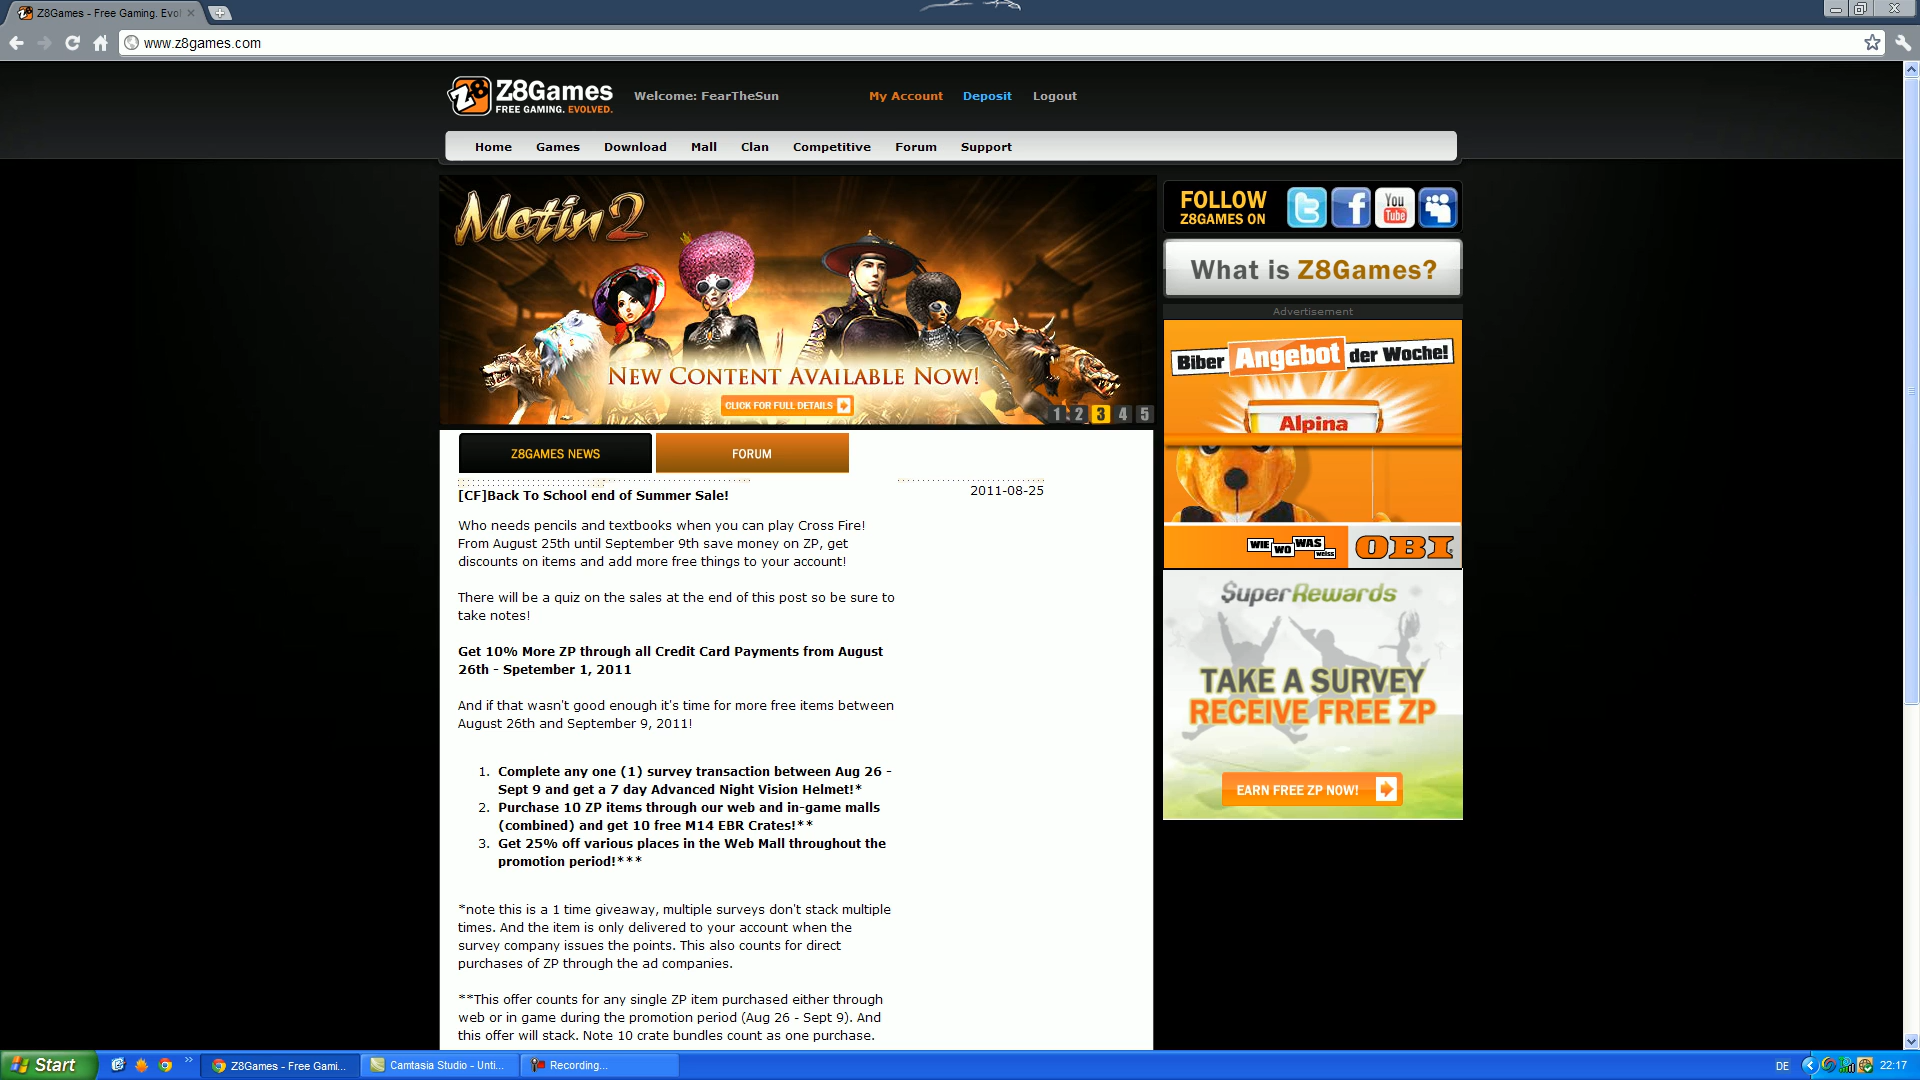 Z8Games - Free Gaming. Evol
www.z8games.com
Z8
Z8Games
FREE GAMING. EVOLVED.
Welcome: FearTheSun
My Account
Deposit
Logout
Home
Games
Download
Mall
Clan
Competitive
Forum
Support
Metin2
NEW CONTENT AVAILABLE NOW!
CLICK FOR FULL DETAILS
1 2 3 4 5
FOLLOW
Z8GAMES ON
You
Tube
What is Z8Games?
Advertisement
Biber Angebot der Woche!
Alpina
WIE WO WAS weiss
OBI
$uperRewards
TAKE A SURVEY
RECEIVE FREE ZP
EARN FREE ZP NOW!
Z8GAMES NEWS
FORUM
[CF]Back To School end of Summer Sale!
2011-08-25
Who needs pencils and textbooks when you can play Cross Fire!
From August 25th until September 9th save money on ZP, get
discounts on items and add more free things to your account!
There will be a quiz on the sales at the end of this post so be sure to
take notes!
Get 10% More ZP through all Credit Card Payments from August
26th - Spetember 1, 2011
And if that wasn't good enough it's time for more free items between
August 26th and September 9, 2011!
1. Complete any one (1) survey transaction between Aug 26 -
Sept 9 and get a 7 day Advanced Night Vision Helmet!*
2. Purchase 10 ZP items through our web and in-game malls
(combined) and get 10 free M14 EBR Crates!**
3. Get 25% off various places in the Web Mall throughout the
promotion period!***
*note this is a 1 time giveaway, multiple surveys don't stack multiple
times. And the item is only delivered to your account when the
survey company issues the points. This also counts for direct
purchases of ZP through the ad companies.
**This offer counts for any single ZP item purchased either through
web or in game during the promotion period (Aug 26 - Sept 9). And
this offer will stack. Note 10 crate bundles count as one purchase.
Start
Z8Games - Free Gami...
Camtasia Studio - Unti...
Recording...
DE
22:17